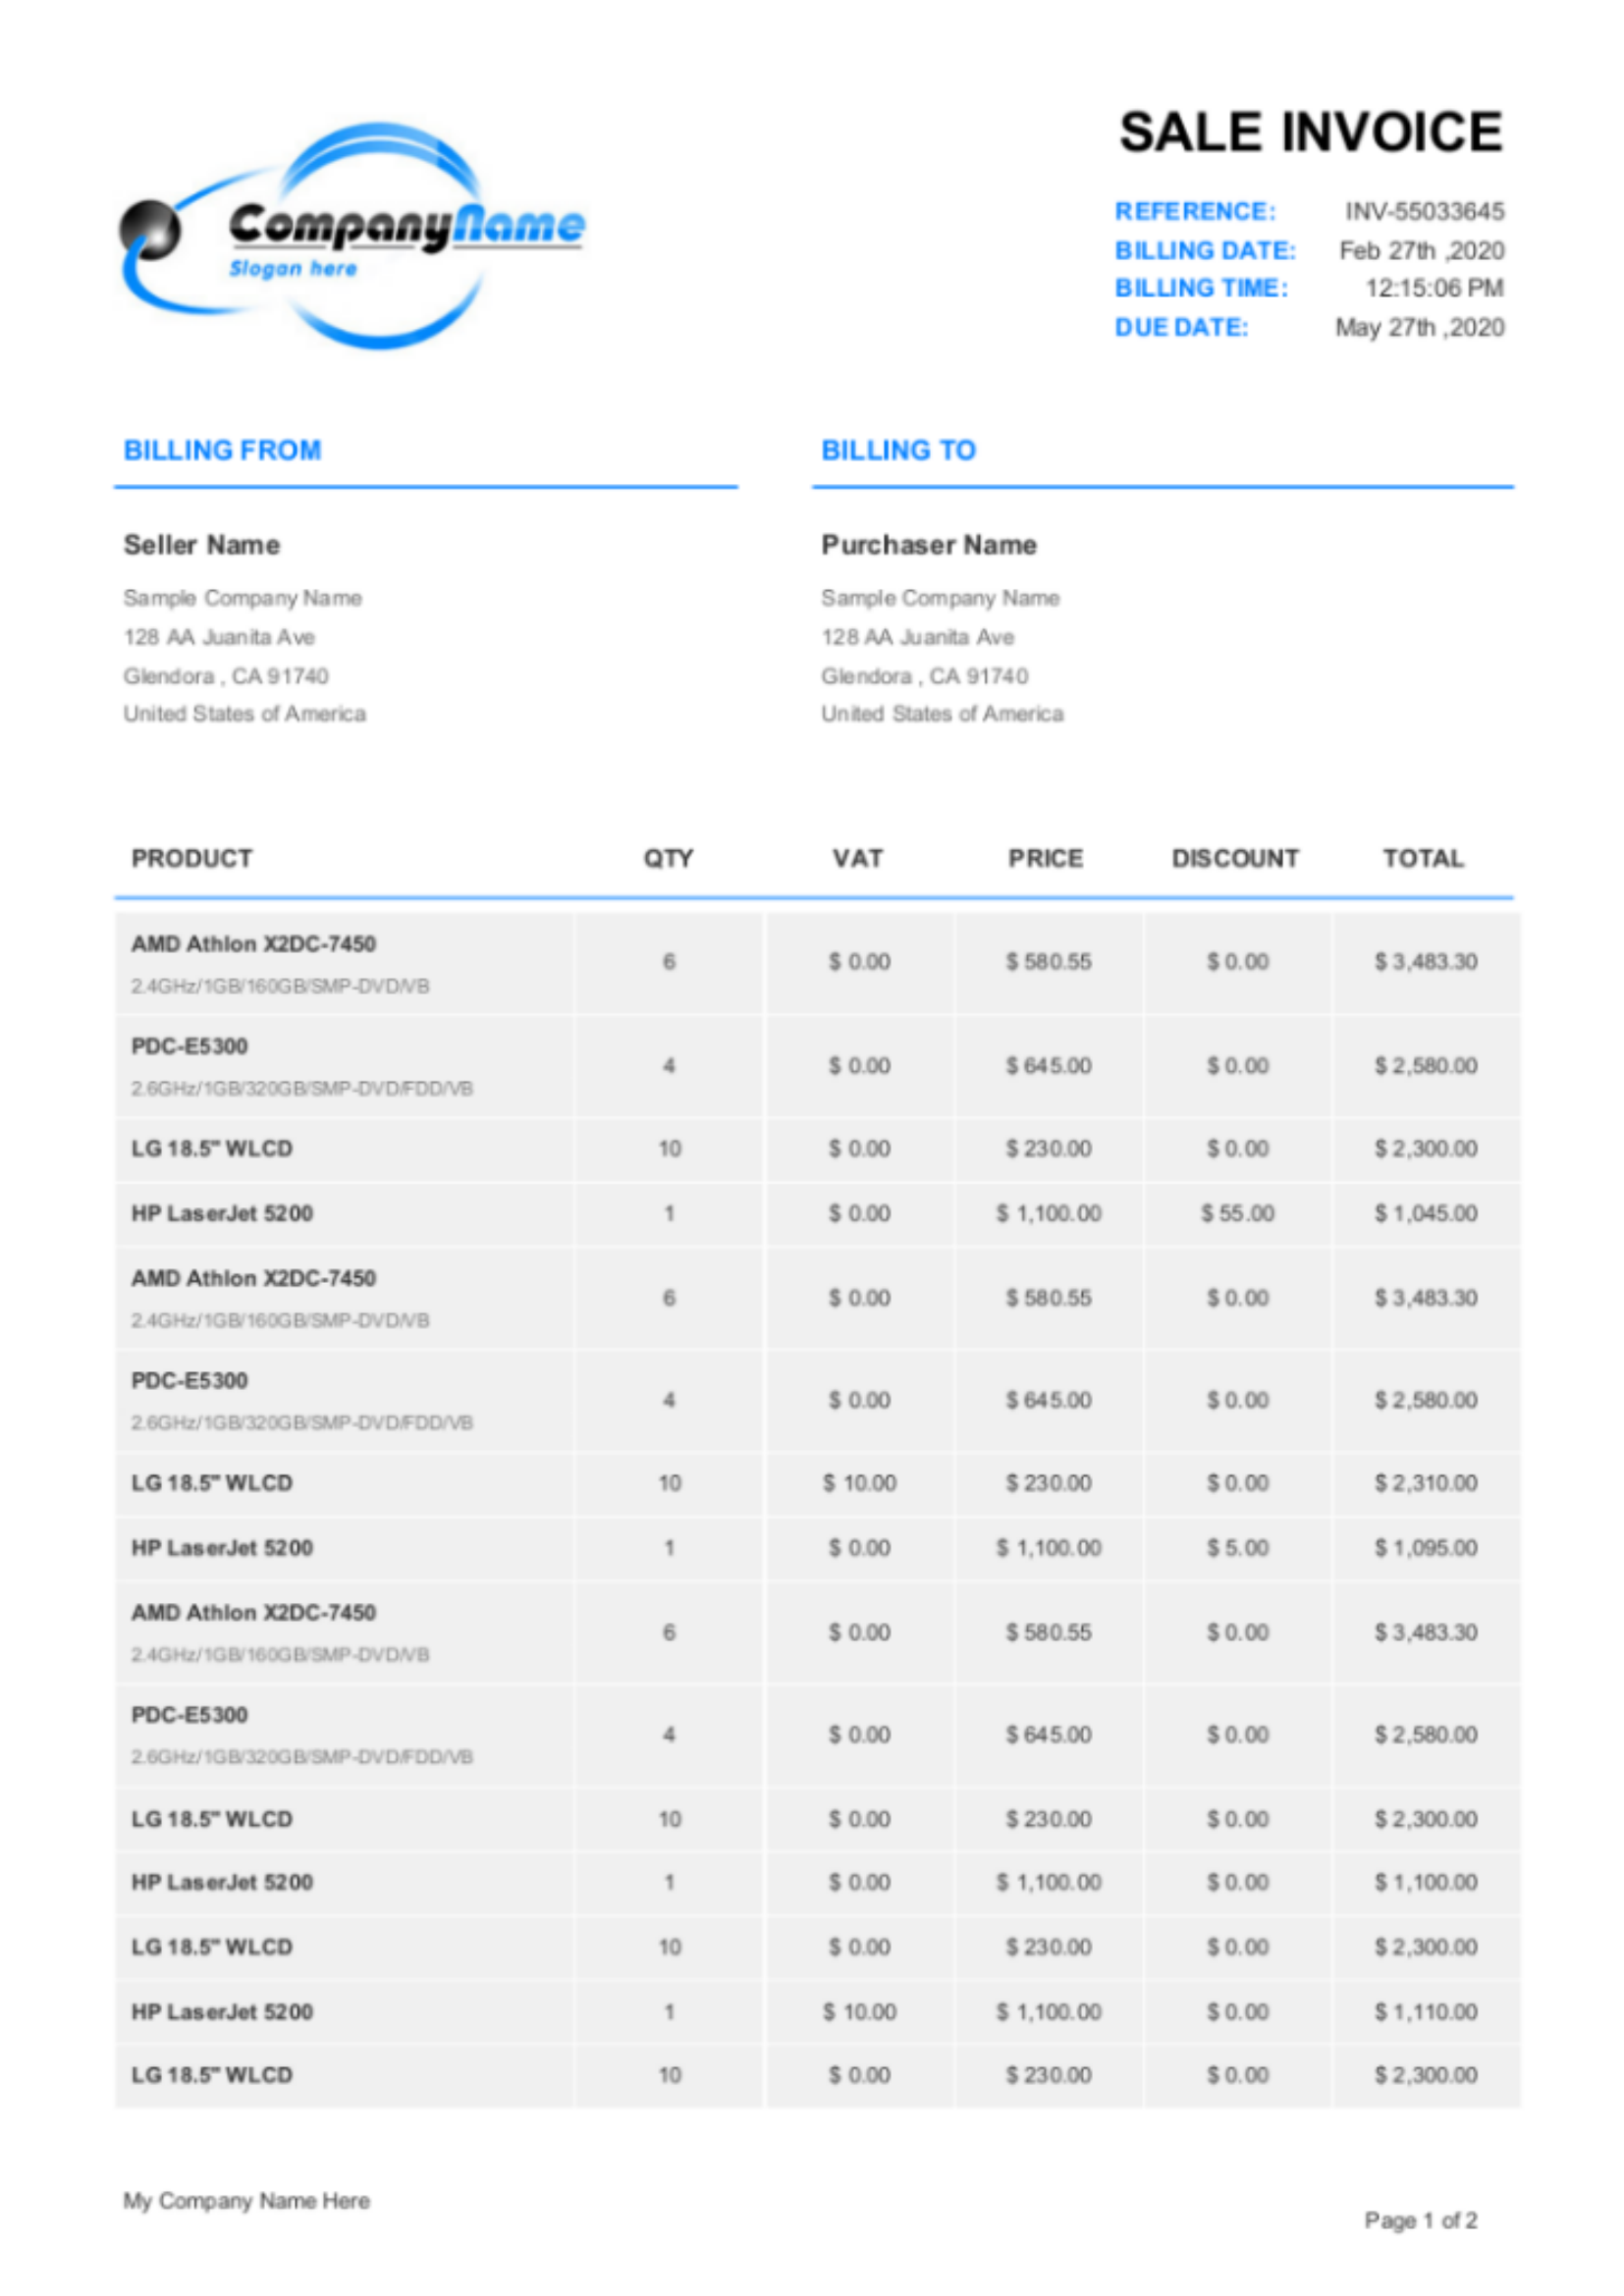 CompanyName
Slogan here
SALE INVOICE
REFERENCE: INV-55033645
BILLING DATE: Feb 27th ,2020
BILLING TIME: 12:15:06 PM
DUE DATE: May 27th ,2020
BILLING FROM
Seller Name
Sample Company Name
128 AA Juanita Ave
Glendora , CA 91740
United States of America
BILLING TO
Purchaser Name
Sample Company Name
128 AA Juanita Ave
Glendora , CA 91740
United States of America
PRODUCT QTY VAT PRICE DISCOUNT TOTAL
AMD Athlon X2DC-7450 6 $ 0.00 $ 580.55 $ 0.00 $ 3,483.30
2.4GHz/1GB/160GB/SMP-DVD/VB
PDC-E5300 4 $ 0.00 $ 645.00 $ 0.00 $ 2,580.00
2.6GHz/1GB/320GB/SMP-DVD/FDD/VB
LG 18.5" WLCD 10 $ 0.00 $ 230.00 $ 0.00 $ 2,300.00
HP LaserJet 5200 1 $ 0.00 $ 1,100.00 $ 55.00 $ 1,045.00
AMD Athlon X2DC-7450 6 $ 0.00 $ 580.55 $ 0.00 $ 3,483.30
2.4GHz/1GB/160GB/SMP-DVD/VB
PDC-E5300 4 $ 0.00 $ 645.00 $ 0.00 $ 2,580.00
2.6GHz/1GB/320GB/SMP-DVD/FDD/VB
LG 18.5" WLCD 10 $ 10.00 $ 230.00 $ 0.00 $ 2,310.00
HP LaserJet 5200 1 $ 0.00 $ 1,100.00 $ 5.00 $ 1,095.00
AMD Athlon X2DC-7450 6 $ 0.00 $ 580.55 $ 0.00 $ 3,483.30
2.4GHz/1GB/160GB/SMP-DVD/VB
PDC-E5300 4 $ 0.00 $ 645.00 $ 0.00 $ 2,580.00
2.6GHz/1GB/320GB/SMP-DVD/FDD/VB
LG 18.5" WLCD 10 $ 0.00 $ 230.00 $ 0.00 $ 2,300.00
HP LaserJet 5200 1 $ 0.00 $ 1,100.00 $ 0.00 $ 1,100.00
LG 18.5" WLCD 10 $ 0.00 $ 230.00 $ 0.00 $ 2,300.00
HP LaserJet 5200 1 $ 10.00 $ 1,100.00 $ 0.00 $ 1,110.00
LG 18.5" WLCD 10 $ 0.00 $ 230.00 $ 0.00 $ 2,300.00
My Company Name Here
Page 1 of 2